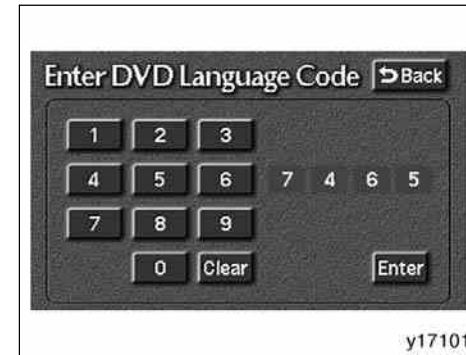 Enter DVD Language Code Back
1 2 3
4 5 6 7 4 6 5
7 8 9
0 Clear Enter
y17101